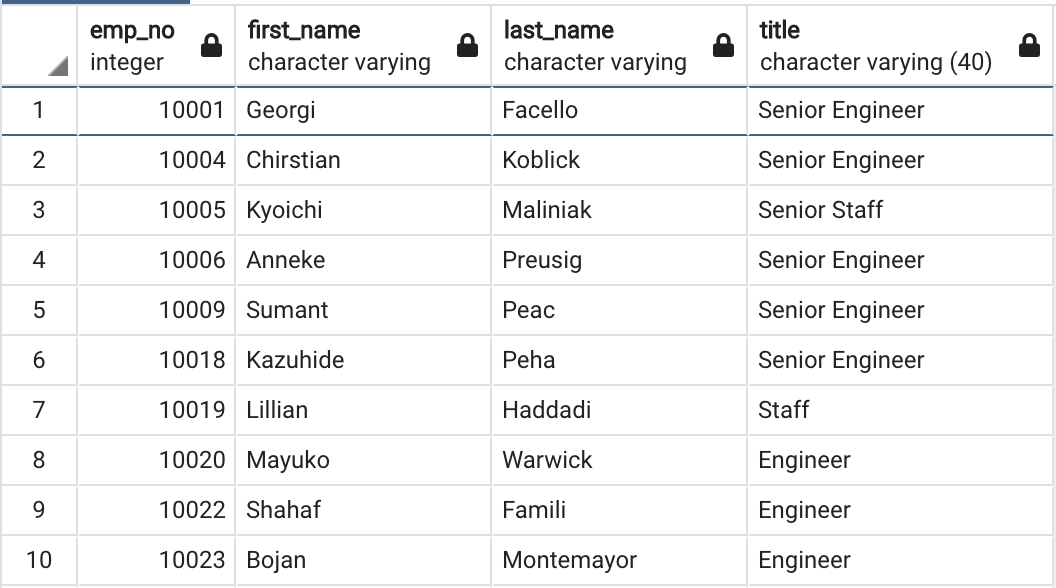 emp_no first_name last_name title
integer character varying character varying character varying (40)
1 10001 Georgi Facello Senior Engineer
2 10004 Chirstian Koblick Senior Engineer
3 10005 Kyoichi Maliniak Senior Staff
4 10006 Anneke Preusig Senior Engineer
5 10009 Sumant Peac Senior Engineer
6 10018 Kazuhide Peha Senior Engineer
7 10019 Lillian Haddadi Staff
8 10020 Mayuko Warwick Engineer
9 10022 Shahaf Famili Engineer
10 10023 Bojan Montemayor Engineer